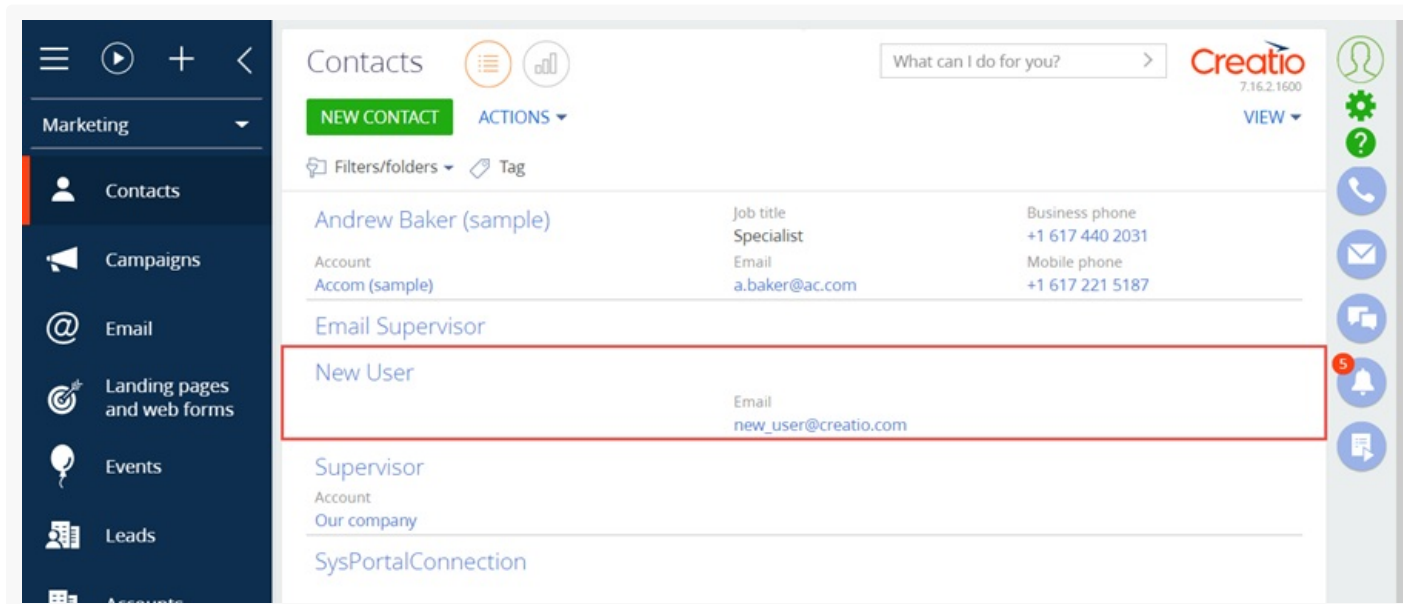 Marketing
Contacts
Campaigns
Email
Landing pages
and web forms
Events
Leads
Accounts
Contacts
What can I do for you?
Creatio
7.16.2.1600
NEW CONTACT
ACTIONS
VIEW
Filters/folders
Tag
Andrew Baker (sample)
Job title
Specialist
Business phone
+1 617 440 2031
Account
Accom (sample)
Email
a.baker@ac.com
Mobile phone
+1 617 221 5187
Email Supervisor
New User
Email
new_user@creatio.com
Supervisor
Account
Our company
SysPortalConnection
5